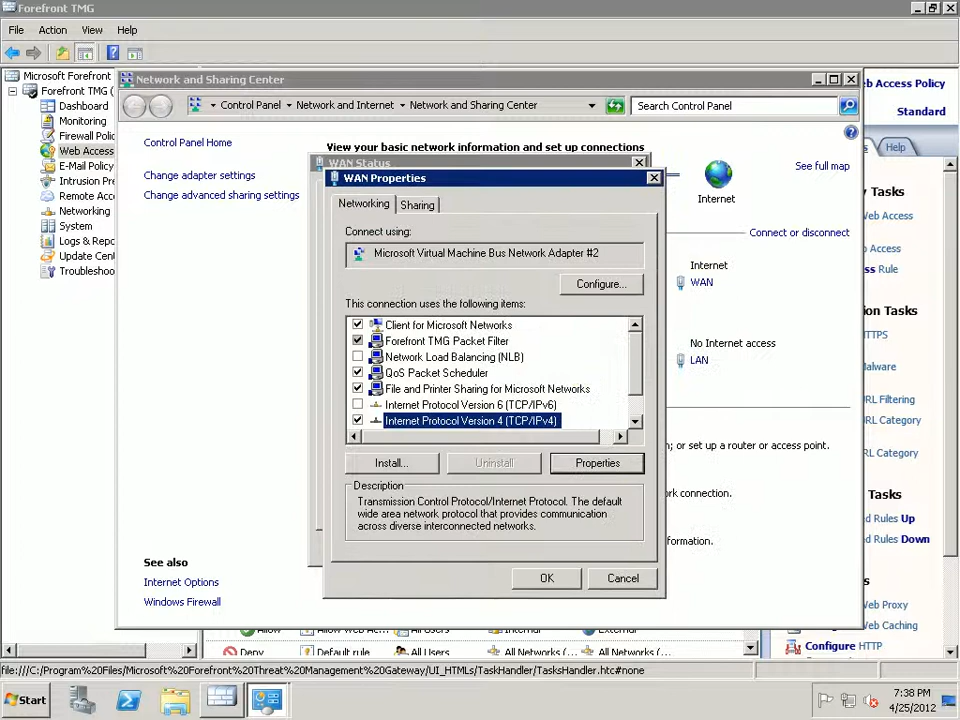 Forefront TMG
File Action View Help
Microsoft Forefront
Forefront TMG (
Dashboard
Monitoring
Firewall Polic
Web Access
E-Mail Policy
Intrusion Pre
Remote Acc
Networking
System
Logs & Repo
Update Cent
Troubleshoo
Network and Sharing Center
Control Panel Network and Internet Network and Sharing Center
Search Control Panel
Control Panel Home
Change adapter settings
Change advanced sharing settings
See also
Internet Options
Windows Firewall
View your basic network information and set up connections
See full map
Internet
Connect or disconnect
Internet
WAN
No Internet access
LAN
; or set up a router or access point.
rk connection.
formation.
WAN Status
WAN Properties
Networking Sharing
Connect using:
Microsoft Virtual Machine Bus Network Adapter #2
Configure...
This connection uses the following items:
Client for Microsoft Networks
Forefront TMG Packet Filter
Network Load Balancing (NLB)
QoS Packet Scheduler
File and Printer Sharing for Microsoft Networks
Internet Protocol Version 6 (TCP/IPv6)
Internet Protocol Version 4 (TCP/IPv4)
Install... Uninstall Properties
Description
Transmission Control Protocol/Internet Protocol. The default
wide area network protocol that provides communication
across diverse interconnected networks.
OK Cancel
eb Access Policy
Standard
s Help
y Tasks
eb Access
Access
ss Rule
ion Tasks
TTPS
alware
RL Filtering
RL Category
RL Category
Tasks
ed Rules Up
ed Rules Down
s
eb Proxy
eb Caching
Configure HTTP
Allow Allow Web Ac... All Users Internal External
Deny Default rule All Users All Networks ( All Networks (
file:///C:/Program%20Files/Microsoft%20Forefront%20Threat%20Management%20Gateway/UI_HTMLs/TaskHandler/TasksHandler.htc#none
Start
7:38 PM
4/25/2012